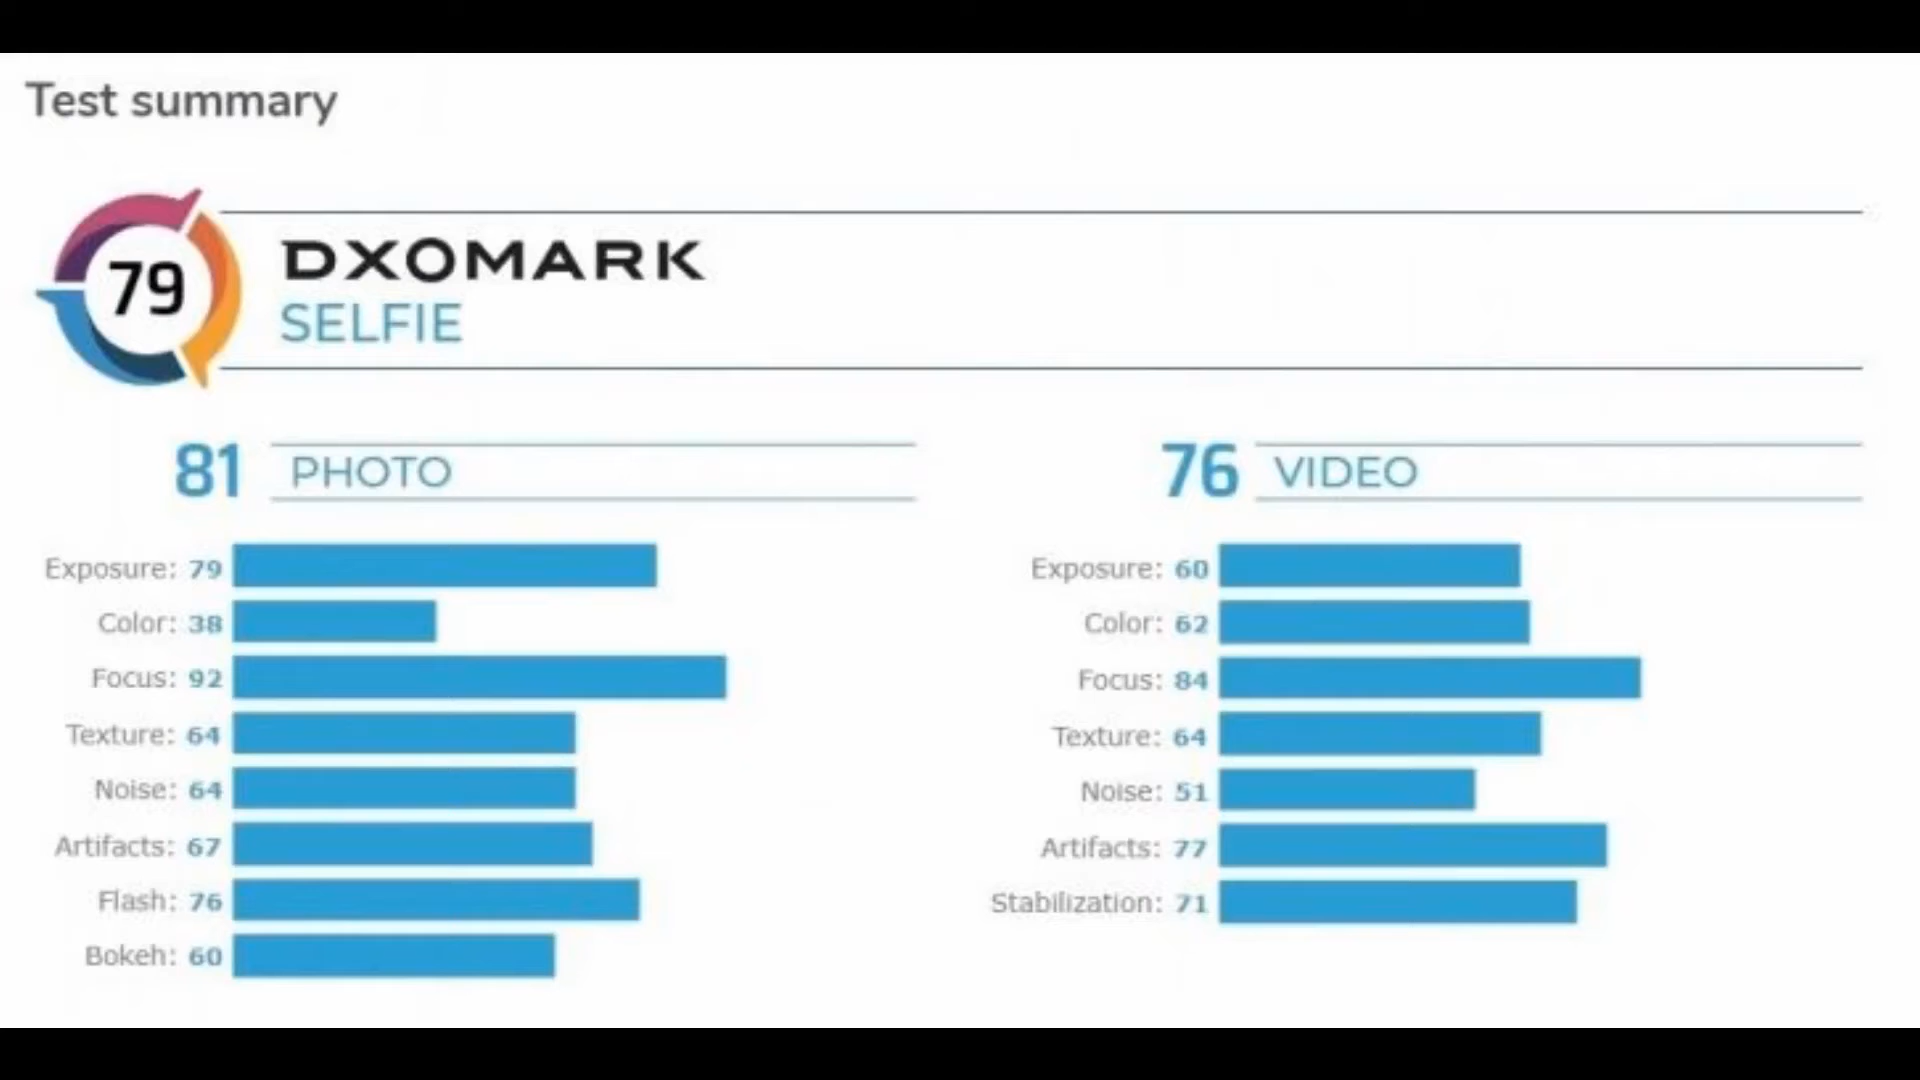 Test summary
79
DXOMARK
SELFIE
81 PHOTO
Exposure: 79
Color: 38
Focus: 92
Texture: 64
Noise: 64
Artifacts: 67
Flash: 76
Bokeh: 60
76 VIDEO
Exposure: 60
Color: 62
Focus: 84
Texture: 64
Noise: 51
Artifacts: 77
Stabilization: 71